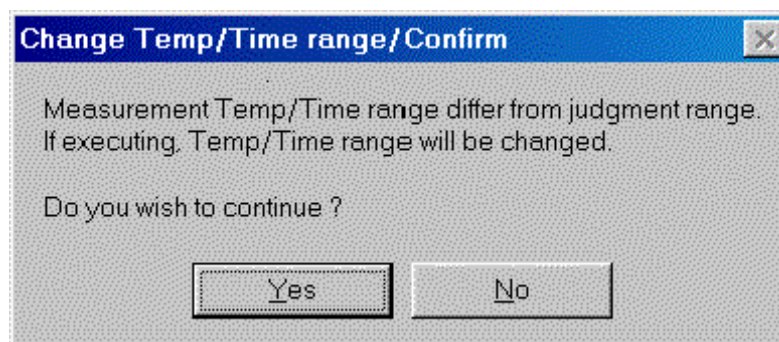 Change Temp/Time range/Confirm
Measurement Temp/Time range differ from judgment range.
If executing, Temp/Time range will be changed.
Do you wish to continue ?
Yes
No